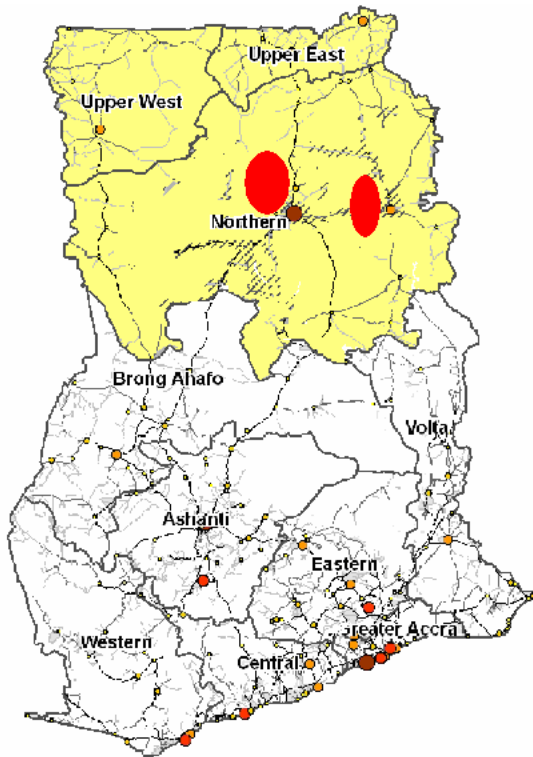 Upper East
Upper West
Northern
Brong Ahafo
Volta
Ashanti
Eastern
Greater Accra
Western
Central